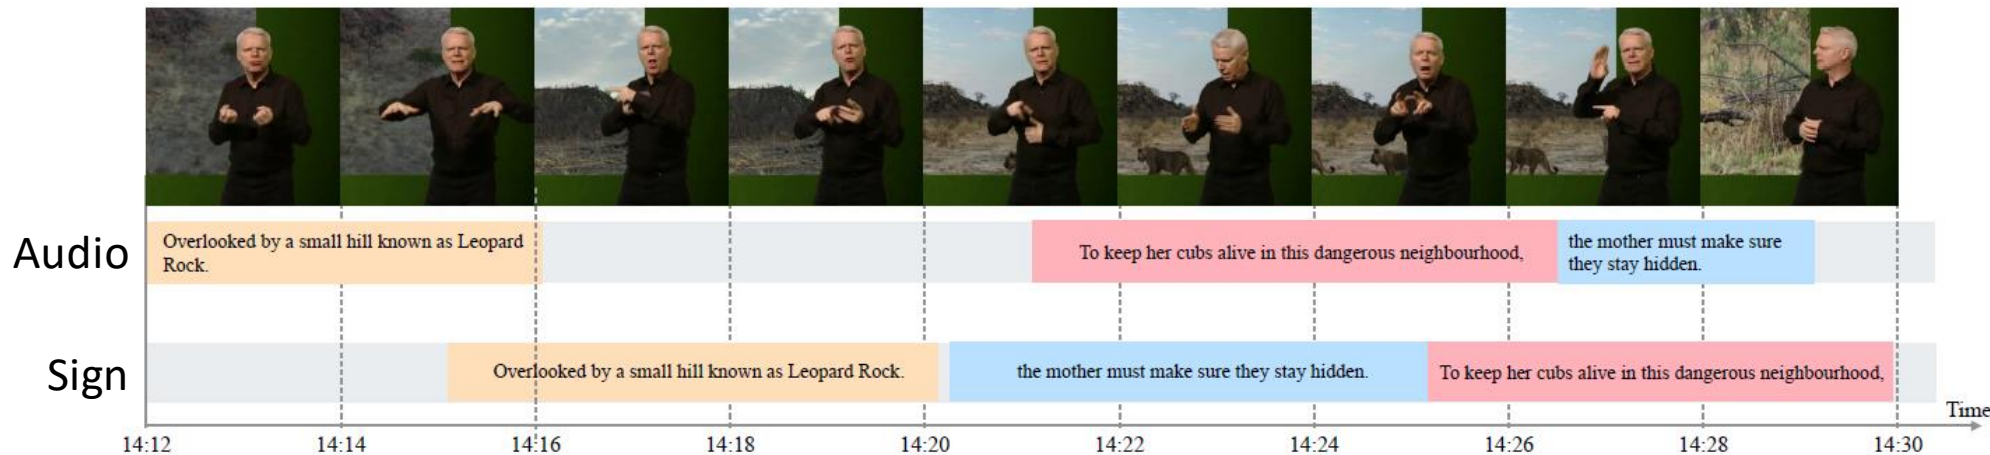 Audio
Overlooked by a small hill known as Leopard
Rock.
To keep her cubs alive in this dangerous neighbourhood,
the mother must make sure
they stay hidden.
Sign
Overlooked by a small hill known as Leopard Rock.
the mother must make sure they stay hidden.
To keep her cubs alive in this dangerous neighbourhood,
Time
14:12 14:14 14:16 14:18 14:20 14:22 14:24 14:26 14:28 14:30